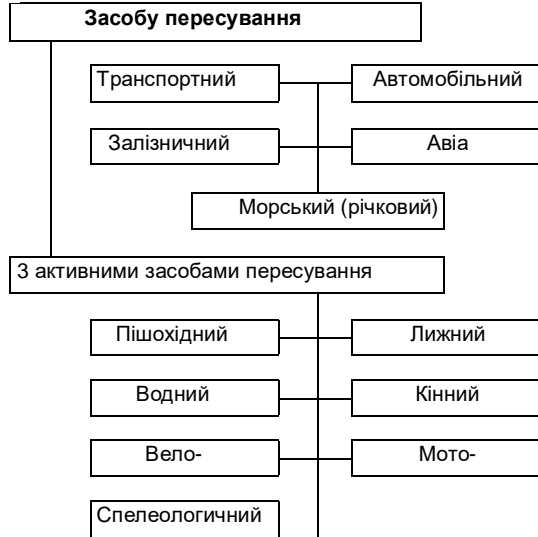 Засобу пересування
Транспортний
Автомобільний
Залізничний
Авіа
Морський (річковий)
З активними засобами пересування
Пішохідний
Лижний
Водний
Кінний
Вело-
Мото-
Спелеологичний